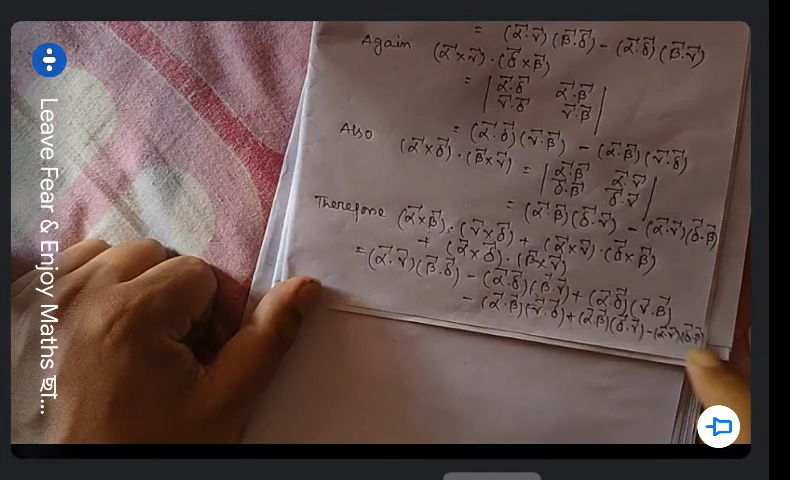 = (α⃗.γ⃗)(β⃗.δ⃗) - (α⃗.δ⃗)(β⃗.γ⃗)
Again (α⃗×γ⃗).(δ⃗×β⃗)
= | α⃗.δ⃗ α⃗.β⃗ |
| γ⃗.δ⃗ γ⃗.β⃗ |
= (α⃗.δ⃗)(γ⃗.β⃗) - (α⃗.β⃗)(γ⃗.δ⃗)
Also (α⃗×δ⃗).(β⃗×γ⃗) = | α⃗.β⃗ α⃗.γ⃗ |
| δ⃗.β⃗ δ⃗.γ⃗ |
= (α⃗.β⃗)(δ⃗.γ⃗) - (α⃗.γ⃗)(δ⃗.β⃗)
Therefore (α⃗×β⃗).(γ⃗×δ⃗) + (α⃗×γ⃗).(δ⃗×β⃗)
+ (α⃗×δ⃗).(β⃗×γ⃗)
= (α⃗.γ⃗)(β⃗.δ⃗) - (α⃗.δ⃗)(β⃗.γ⃗) + (α⃗.δ⃗)(γ⃗.β⃗)
- (α⃗.β⃗)(γ⃗.δ⃗) + (α⃗.β⃗)(δ⃗.γ⃗) - (α⃗.γ⃗)(δ⃗.β⃗)
Leave Fear & Enjoy Maths ছা...